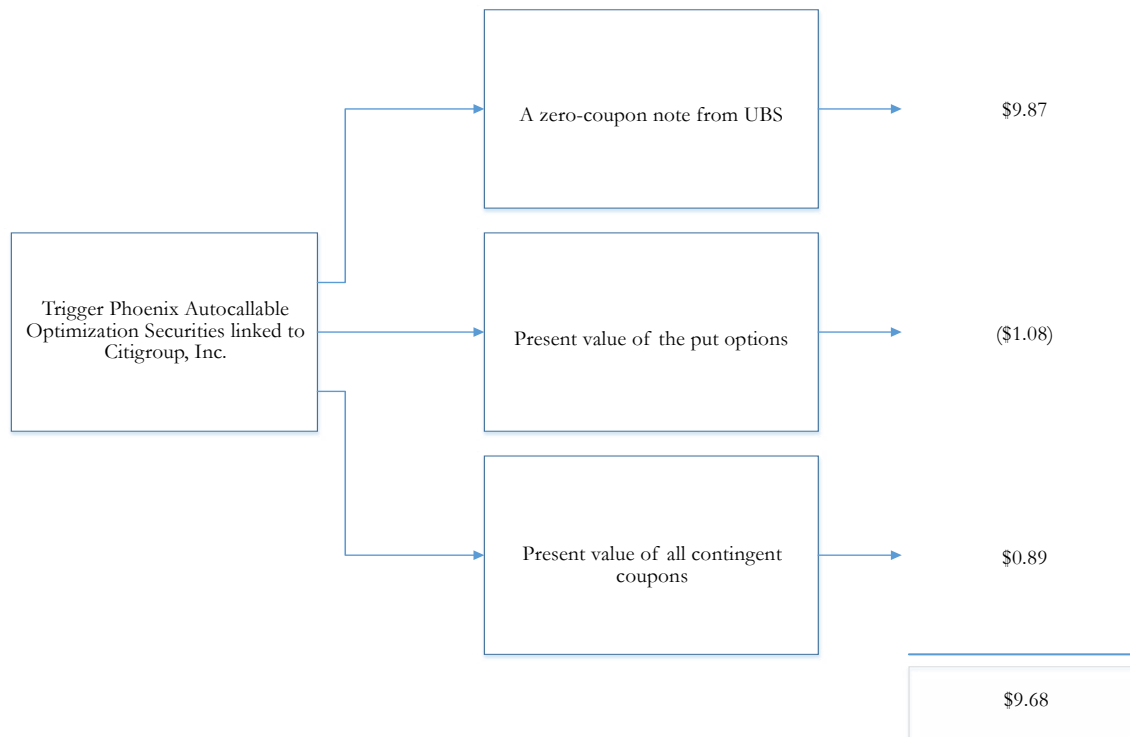 A zero-coupon note from UBS
$9.87
Trigger Phoenix Autocallable
Optimization Securities linked to
Citigroup, Inc.
Present value of the put options
($1.08)
Present value of all contingent
coupons
$0.89
$9.68